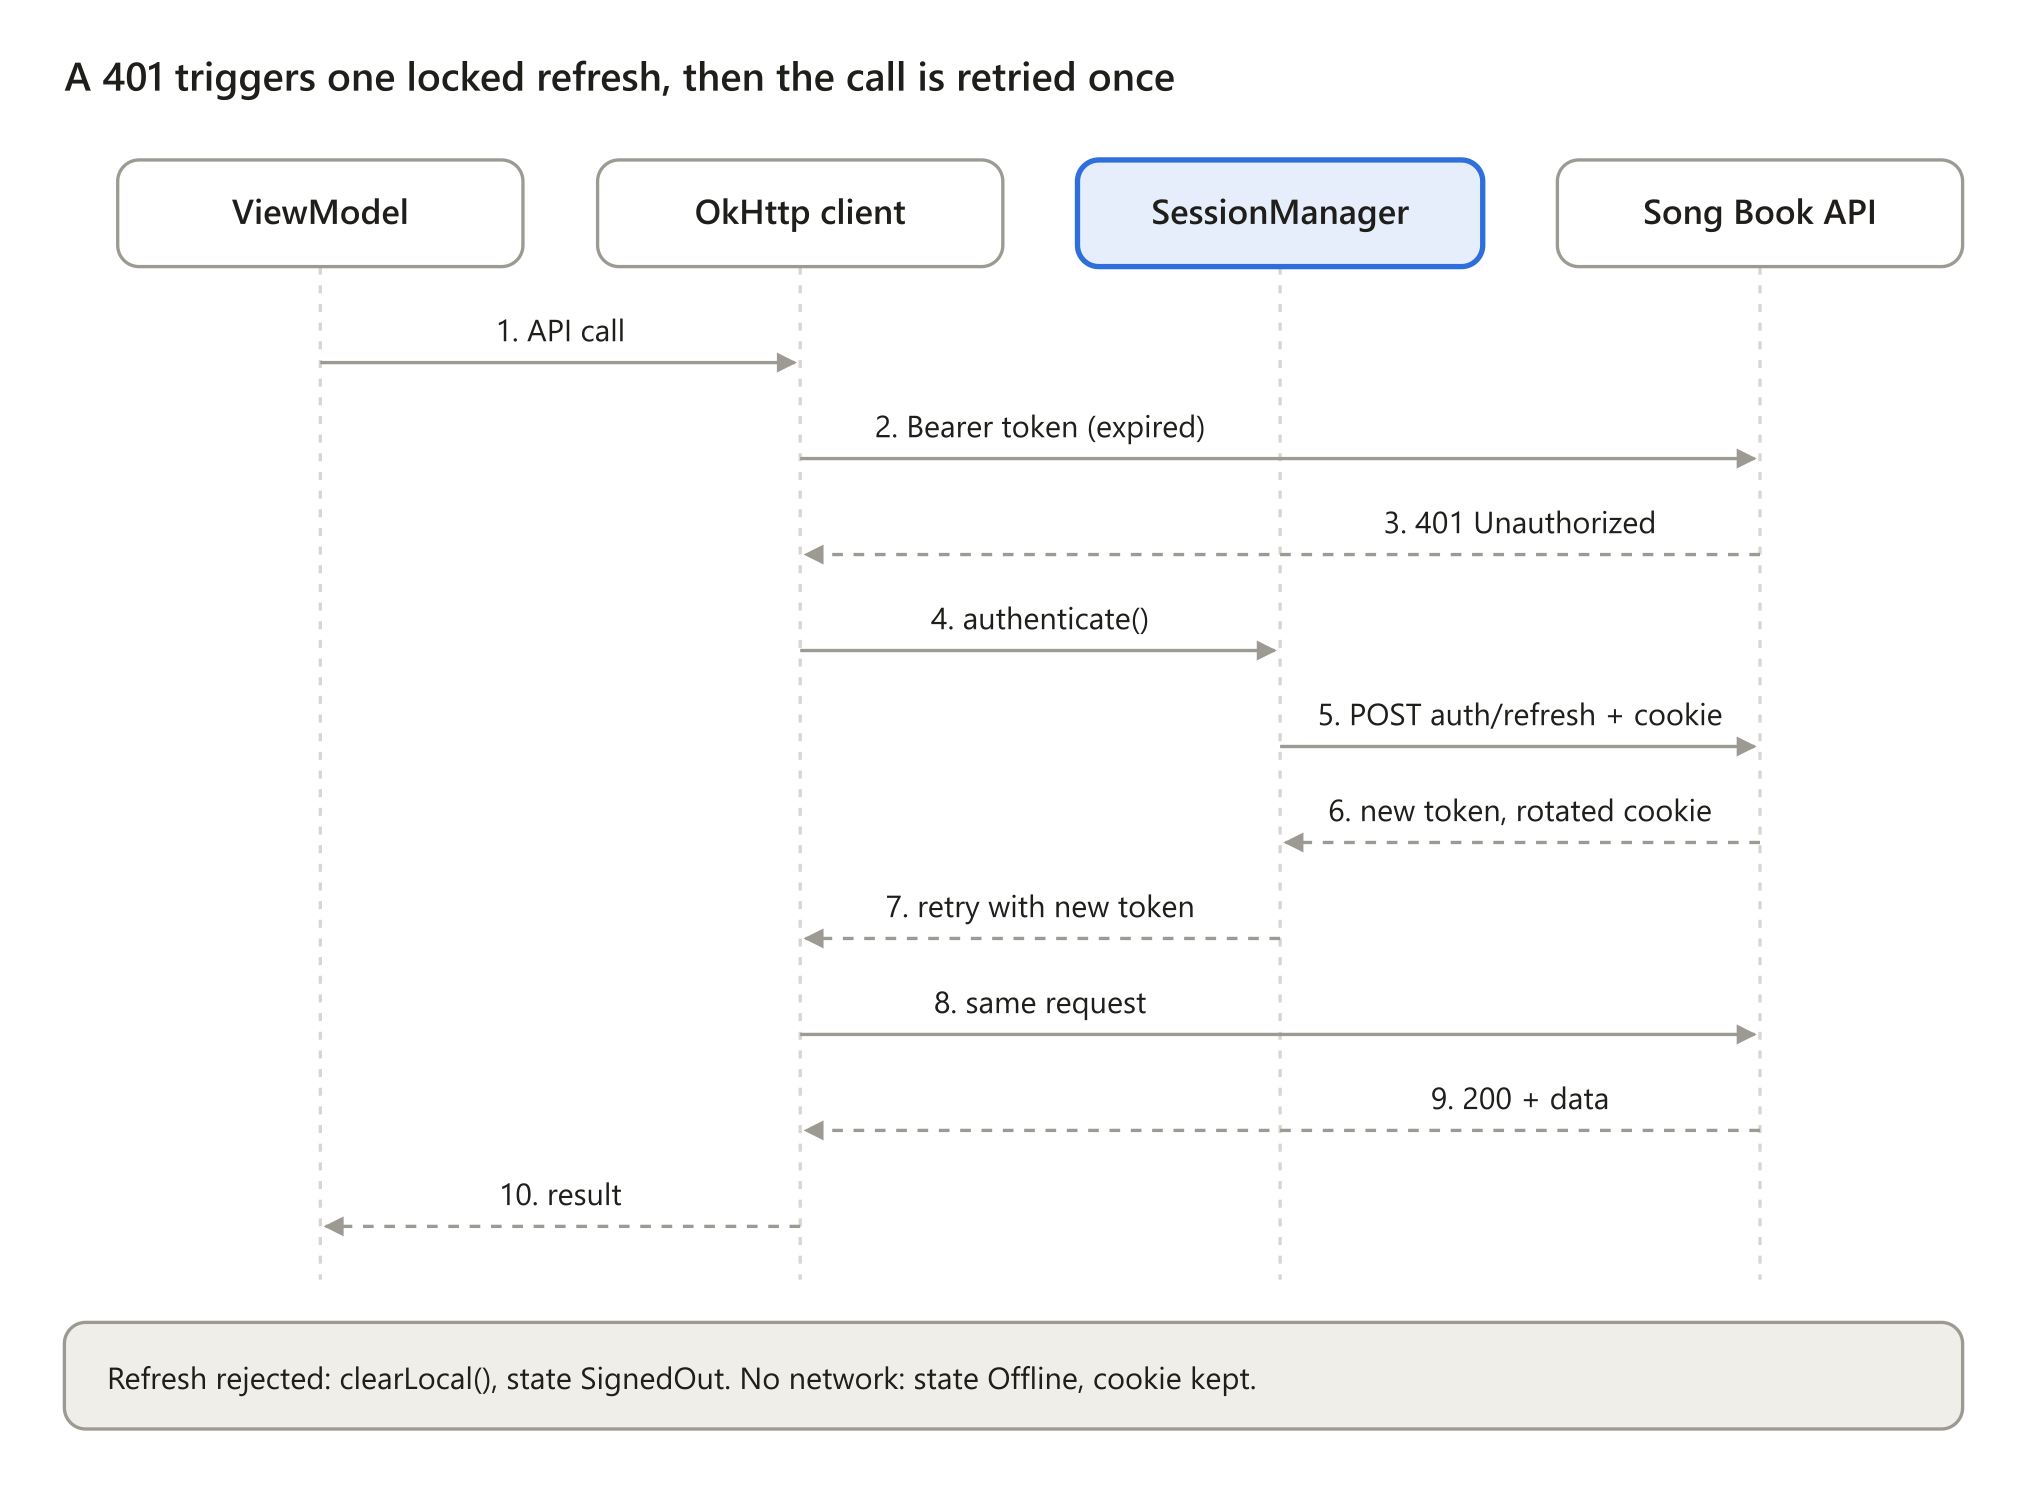 A 401 triggers one locked refresh, then the call is retried once
ViewModel
OkHttp client
SessionManager
Song Book API
1. API call
2. Bearer token (expired)
3. 401 Unauthorized
4. authenticate()
5. POST auth/refresh + cookie
6. new token, rotated cookie
7. retry with new token
8. same request
9. 200 + data
10. result
Refresh rejected: clearLocal(), state SignedOut. No network: state Offline, cookie kept.